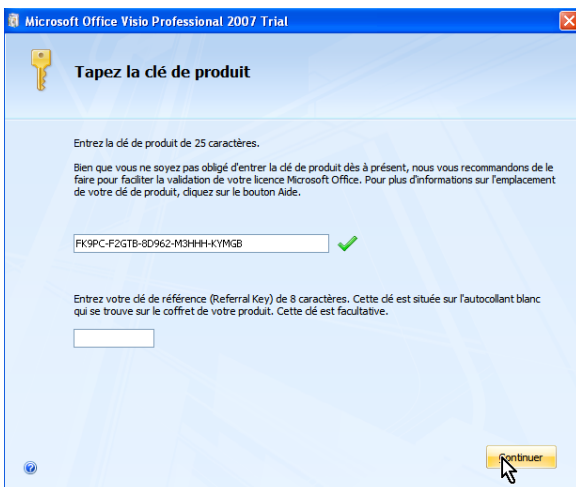 Microsoft Office Visio Professional 2007 Trial
Tapez la clé de produit
Entrez la clé de produit de 25 caractères.
Bien que vous ne soyez pas obligé d'entrer la clé de produit dès à présent, nous vous recommandons de le
faire pour faciliter la validation de votre licence Microsoft Office. Pour plus d'informations sur l'emplacement
de votre clé de produit, cliquez sur le bouton Aide.
FK9PC-F2GTB-8D962-M3HHH-KYMGB
Entrez votre clé de référence (Referral Key) de 8 caractères. Cette clé est située sur l'autocollant blanc
qui se trouve sur le coffret de votre produit. Cette clé est facultative.
Continuer